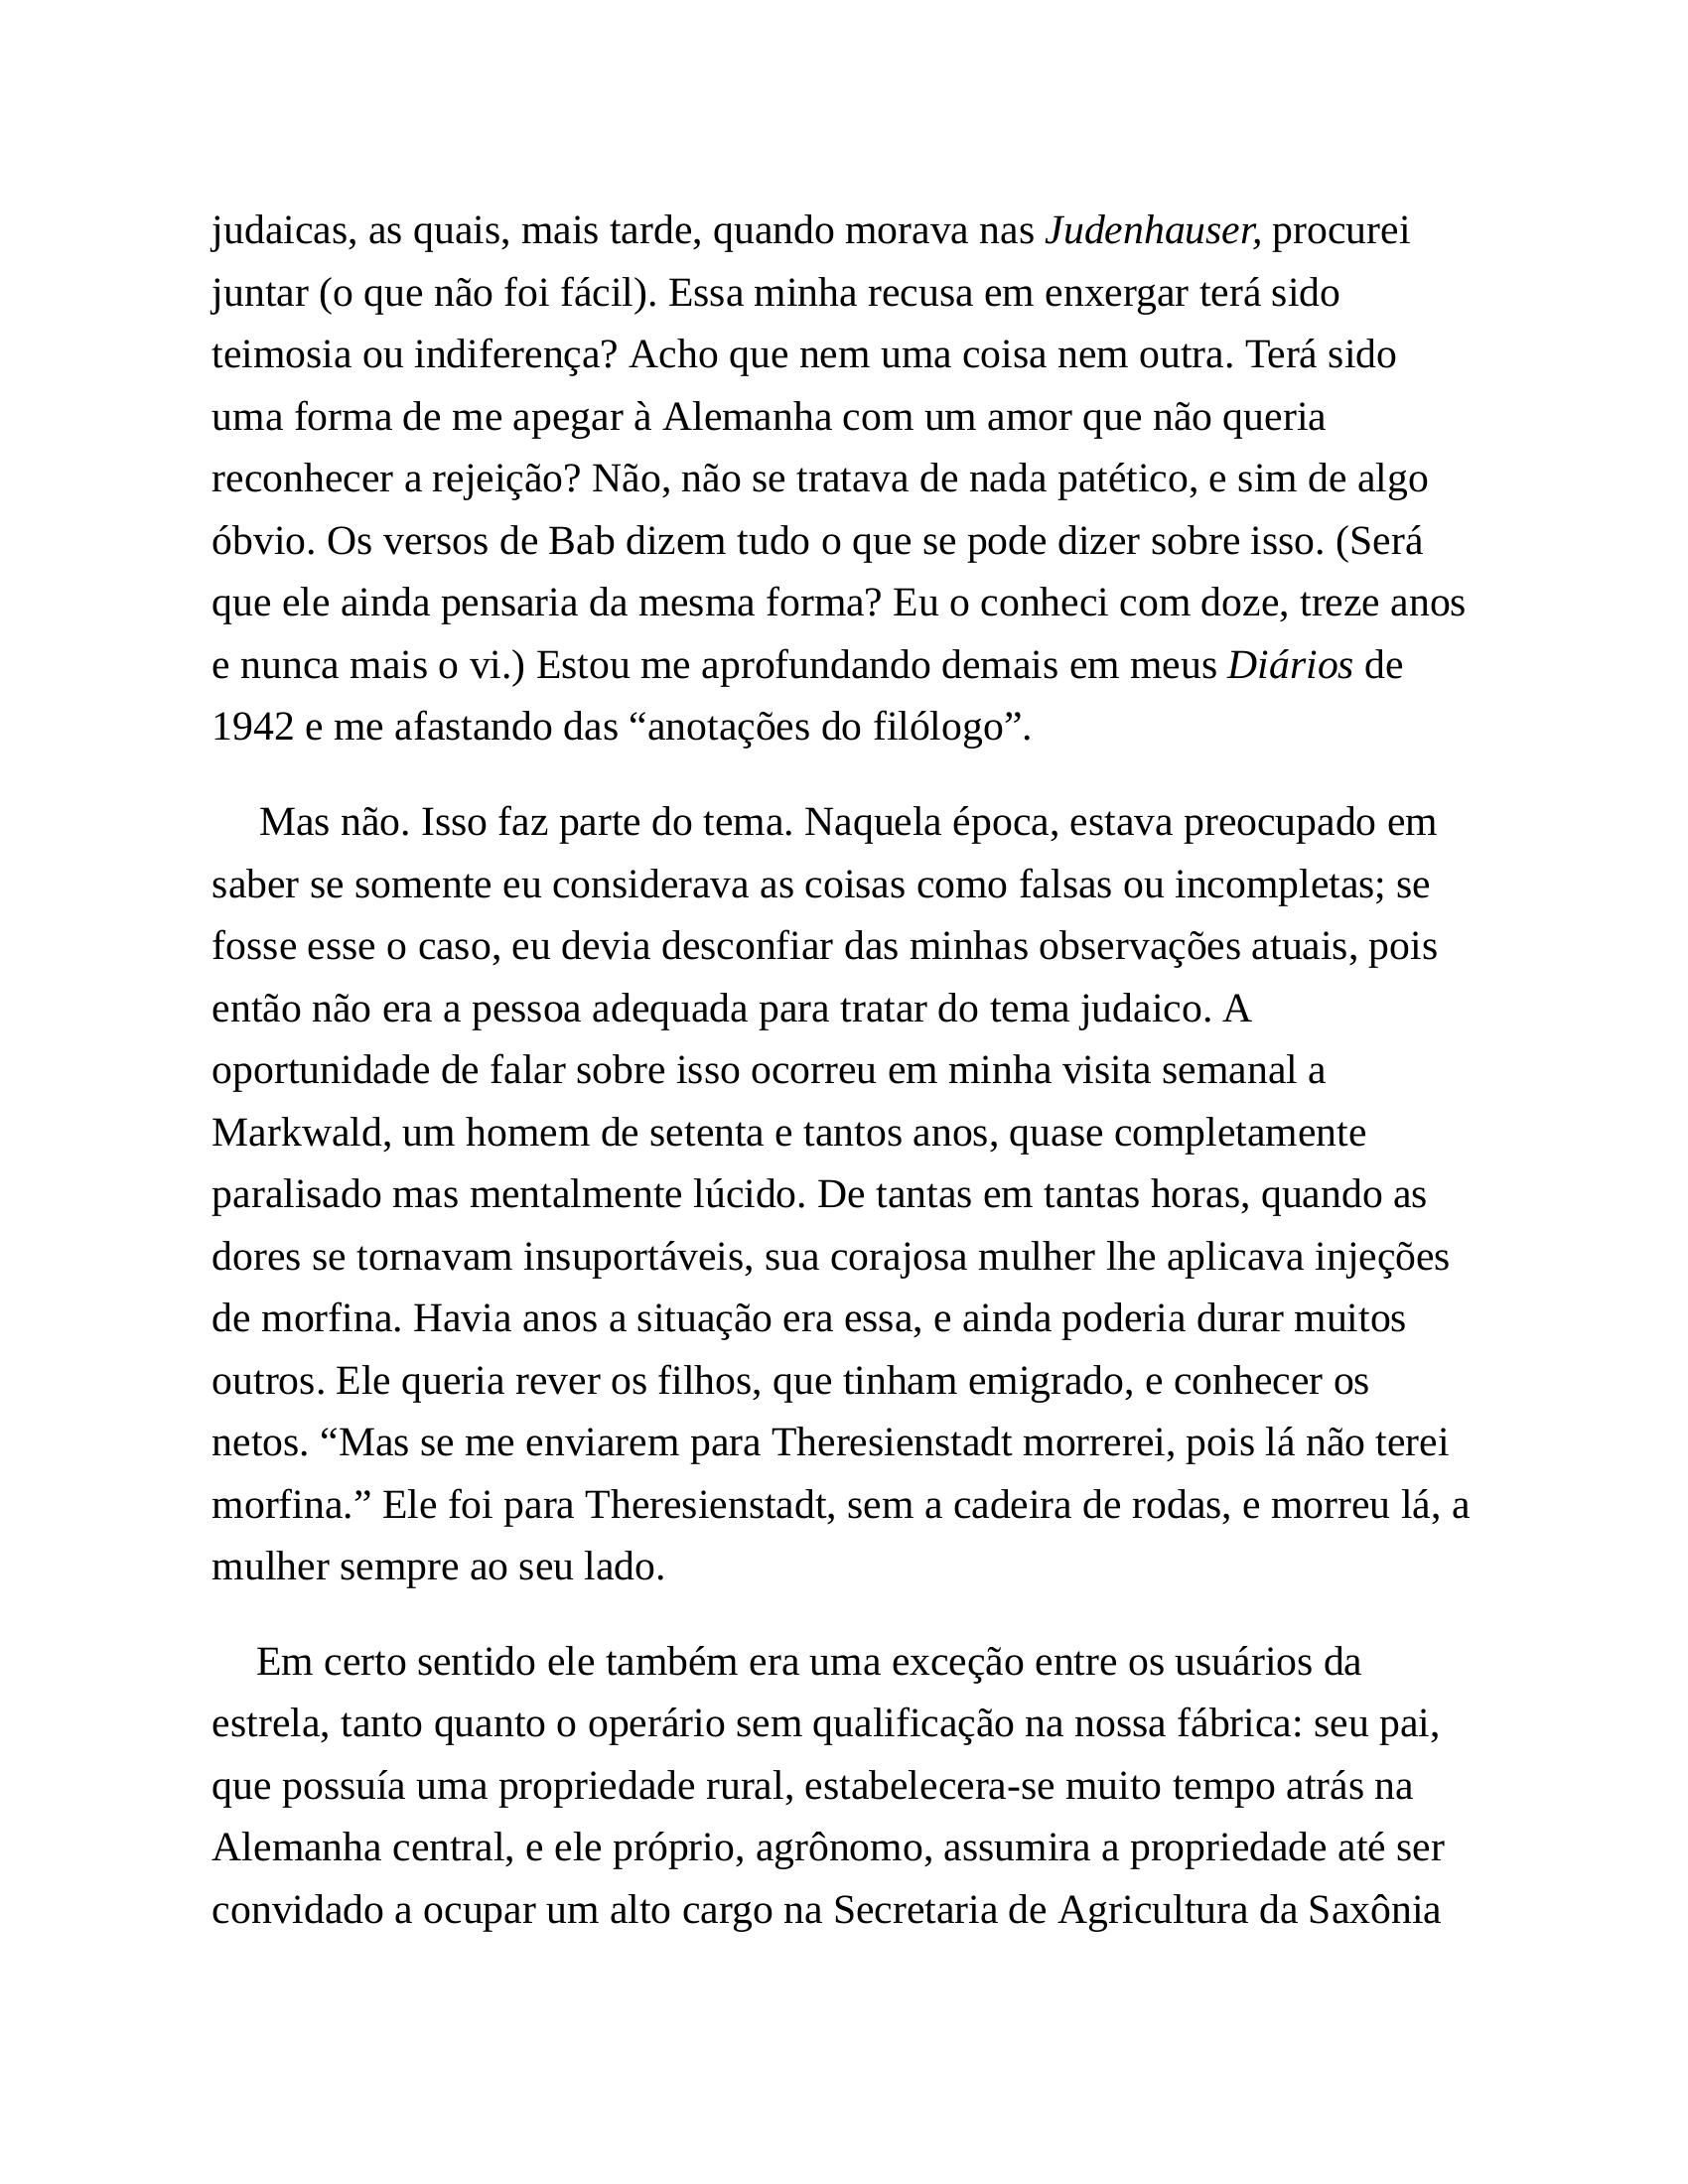 judaicas, as quais, mais tarde, quando morava nas Judenhauser, procurei
juntar (o que não foi fácil). Essa minha recusa em enxergar terá sido
teimosia ou indiferença? Acho que nem uma coisa nem outra. Terá sido
uma forma de me apegar à Alemanha com um amor que não queria
reconhecer a rejeição? Não, não se tratava de nada patético, e sim de algo
óbvio. Os versos de Bab dizem tudo o que se pode dizer sobre isso. (Será
que ele ainda pensaria da mesma forma? Eu o conheci com doze, treze anos
e nunca mais o vi.) Estou me aprofundando demais em meus Diários de
1942 e me afastando das “anotações do filólogo”.
Mas não. Isso faz parte do tema. Naquela época, estava preocupado em
saber se somente eu considerava as coisas como falsas ou incompletas; se
fosse esse o caso, eu devia desconfiar das minhas observações atuais, pois
então não era a pessoa adequada para tratar do tema judaico. A
oportunidade de falar sobre isso ocorreu em minha visita semanal a
Markwald, um homem de setenta e tantos anos, quase completamente
paralisado mas mentalmente lúcido. De tantas em tantas horas, quando as
dores se tornavam insuportáveis, sua corajosa mulher lhe aplicava injeções
de morfina. Havia anos a situação era essa, e ainda poderia durar muitos
outros. Ele queria rever os filhos, que tinham emigrado, e conhecer os
netos. “Mas se me enviarem para Theresienstadt morrerei, pois lá não terei
morfina.” Ele foi para Theresienstadt, sem a cadeira de rodas, e morreu lá, a
mulher sempre ao seu lado.
Em certo sentido ele também era uma exceção entre os usuários da
estrela, tanto quanto o operário sem qualificação na nossa fábrica: seu pai,
que possuía uma propriedade rural, estabelecera-se muito tempo atrás na
Alemanha central, e ele próprio, agrônomo, assumira a propriedade até ser
convidado a ocupar um alto cargo na Secretaria de Agricultura da Saxônia